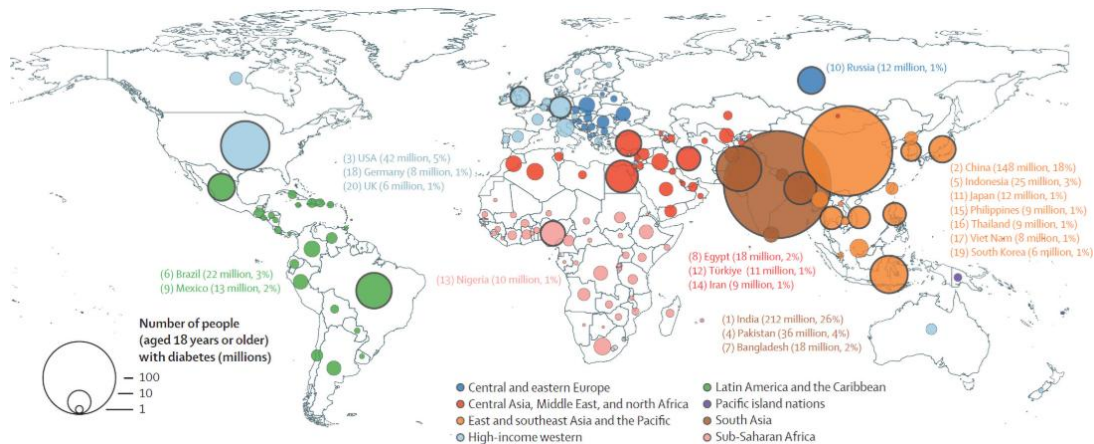 (10) Russia (12 million, 1%)
(3) USA (42 million, 5%)
(18) Germany (8 million, 1%)
(20) UK (6 million, 1%)
(2) China (148 million, 18%)
(5) Indonesia (25 million, 3%)
(11) Japan (12 million, 1%)
(15) Philippines (9 million, 1%)
(16) Thailand (9 million, 1%)
(17) Viet Nam (8 million, 1%)
(19) South Korea (6 million, 1%)
(6) Brazil (22 million, 3%)
(9) Mexico (13 million, 2%)
(13) Nigeria (10 million, 1%)
(8) Egypt (18 million, 2%)
(12) Türkiye (11 million, 1%)
(14) Iran (9 million, 1%)
(1) India (212 million, 26%)
(4) Pakistan (36 million, 4%)
(7) Bangladesh (18 million, 2%)
Number of people
(aged 18 years or older)
with diabetes (millions)
100
10
1
Central and eastern Europe
Central Asia, Middle East, and north Africa
East and southeast Asia and the Pacific
High-income western
Latin America and the Caribbean
Pacific island nations
South Asia
Sub-Saharan Africa